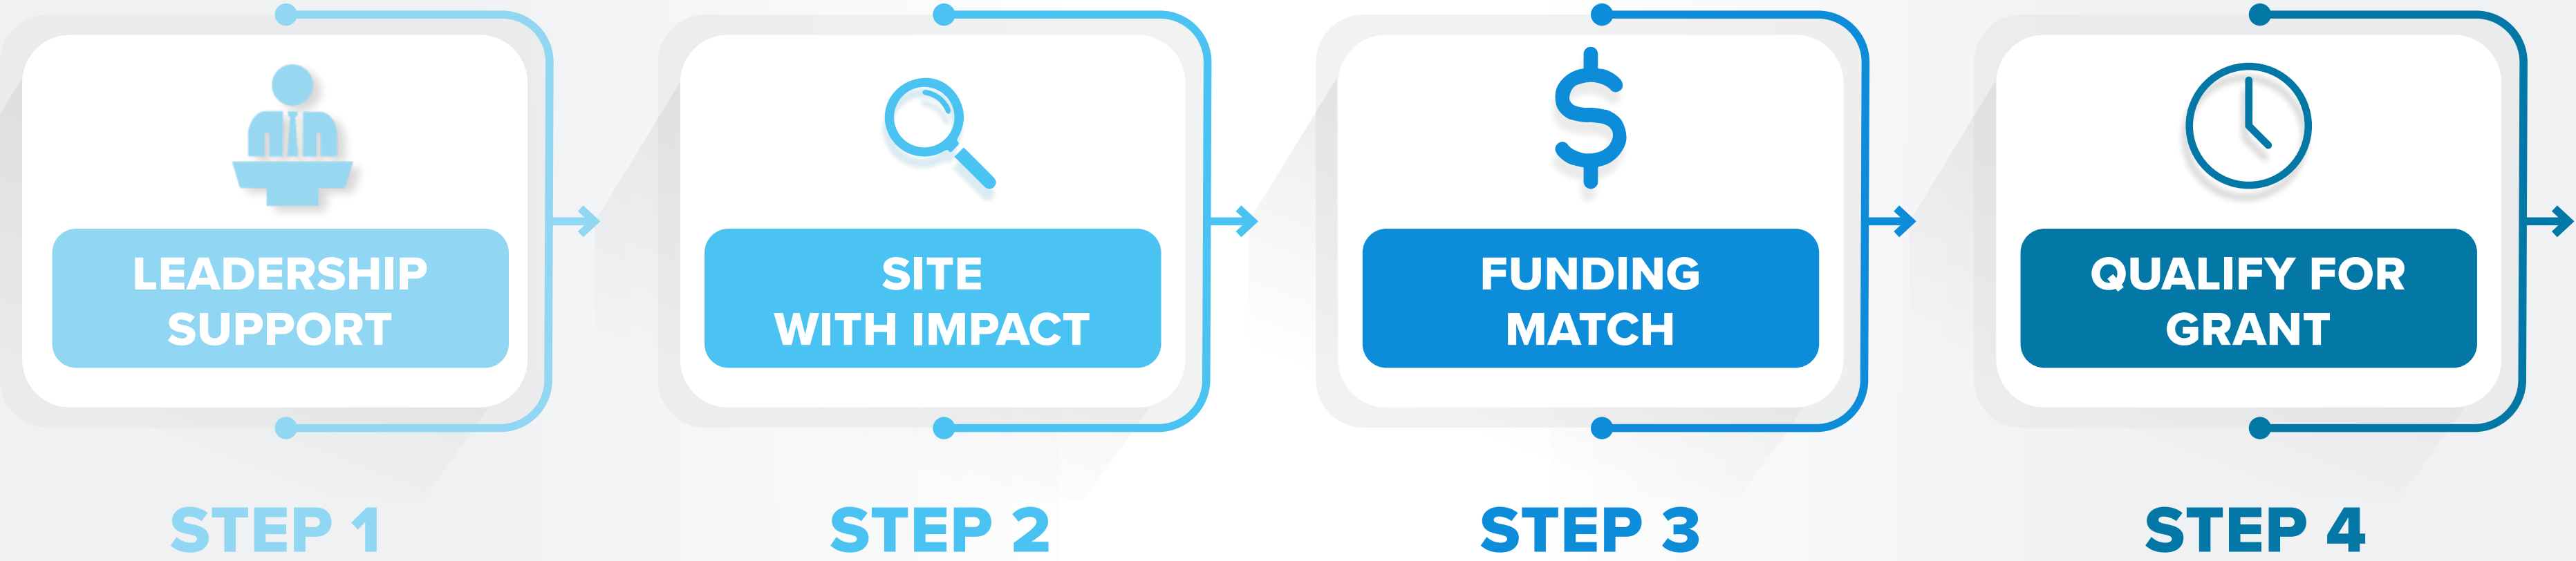 LEADERSHIP
SUPPORT
STEP 1
SITE
WITH IMPACT
STEP 2
FUNDING
MATCH
STEP 3
QUALIFY FOR
GRANT
STEP 4